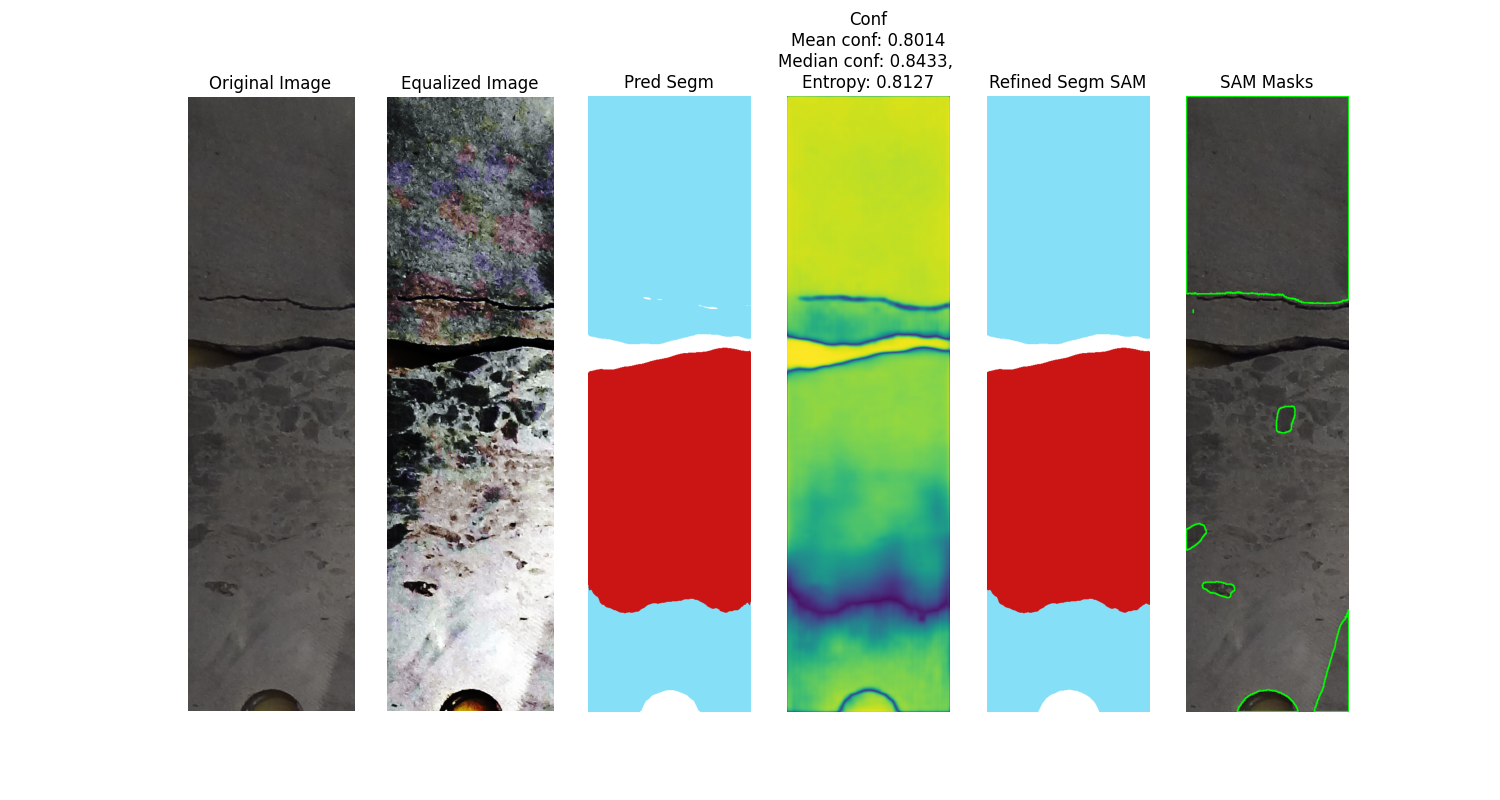 Original Image
Equalized Image
Pred Segm
Conf
Mean conf: 0.8014
Median conf: 0.8433,
Entropy: 0.8127
Refined Segm SAM
SAM Masks